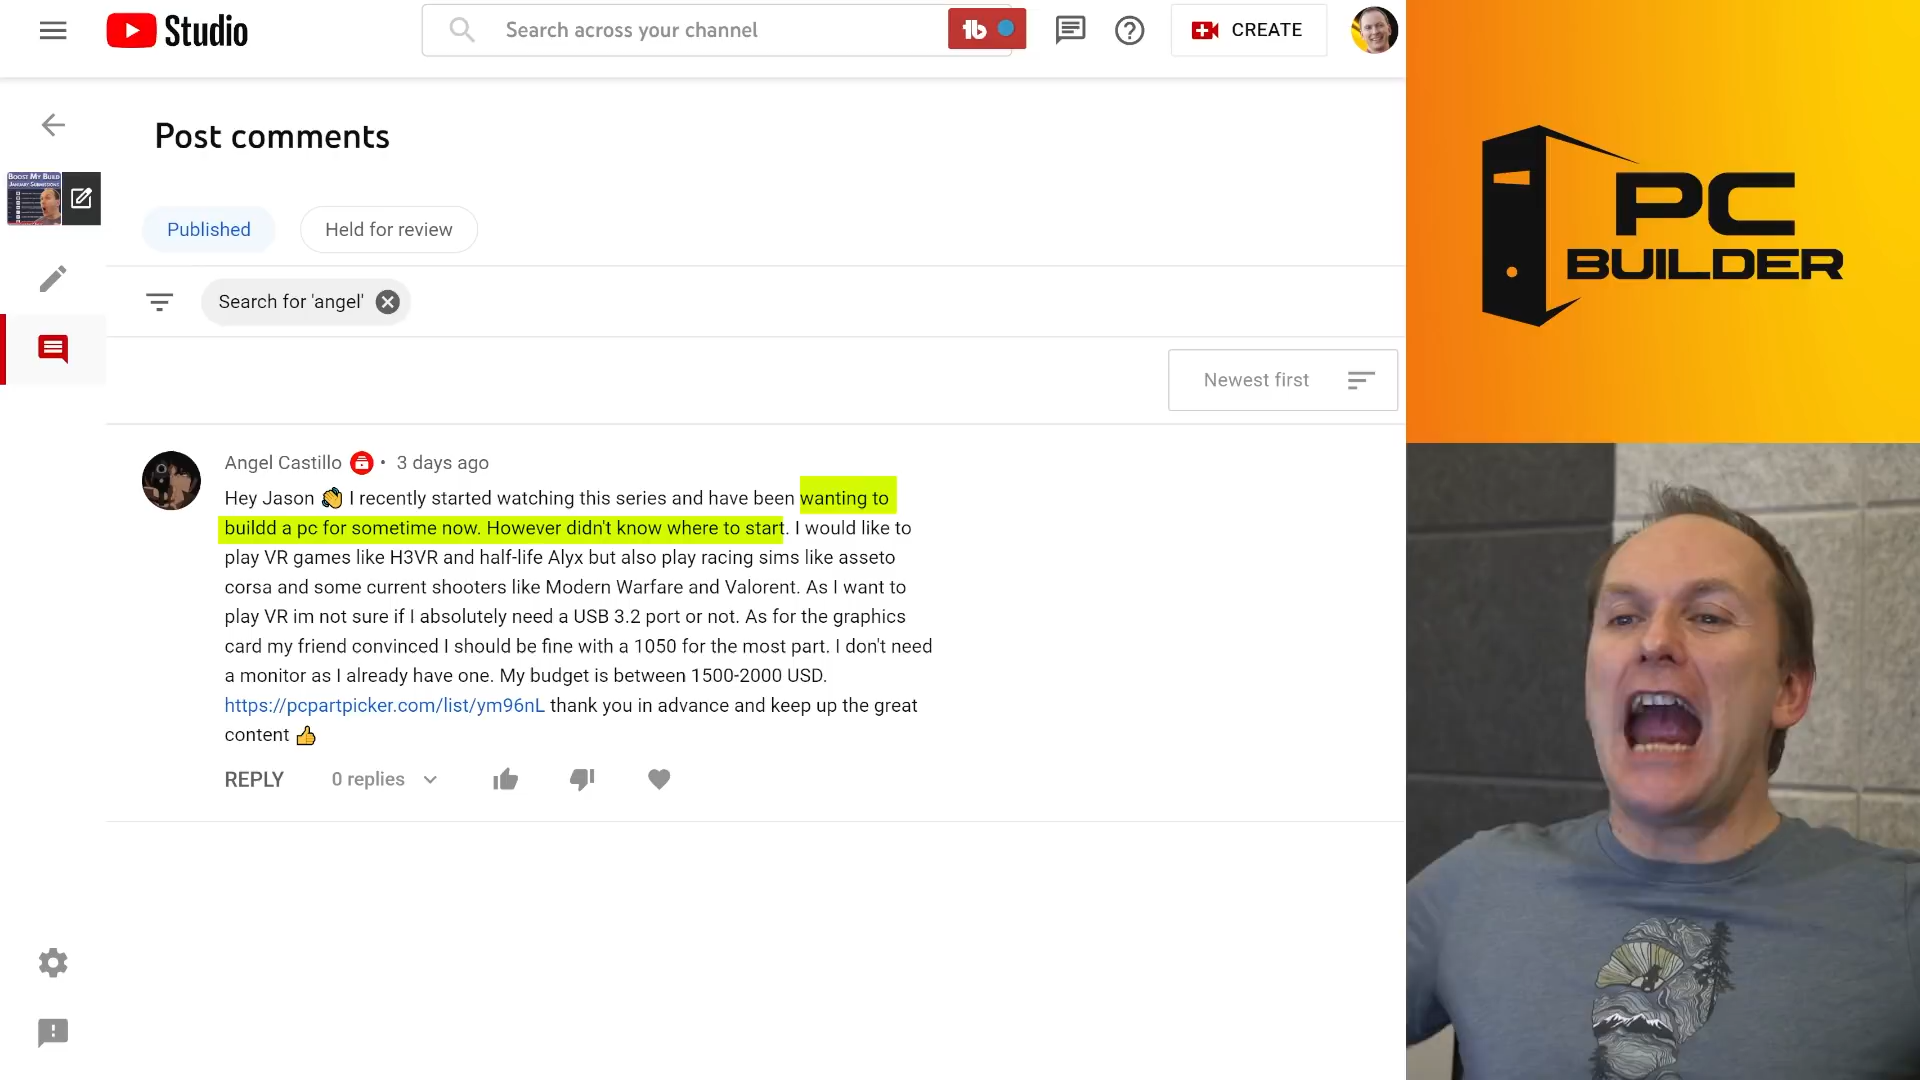 Studio
Search across your channel
CREATE
Post comments
BOOST MY BUILD
JANUARY SUBMISSIONS
Published
Held for review
Search for 'angel'
Newest first
Angel Castillo • 3 days ago
Hey Jason 👋 I recently started watching this series and have been wanting to
buildd a pc for sometime now. However didn't know where to start. I would like to
play VR games like H3VR and half-life Alyx but also play racing sims like asseto
corsa and some current shooters like Modern Warfare and Valorent. As I want to
play VR im not sure if I absolutely need a USB 3.2 port or not. As for the graphics
card my friend convinced I should be fine with a 1050 for the most part. I don't need
a monitor as I already have one. My budget is between 1500-2000 USD.
https://pcpartpicker.com/list/ym96nL thank you in advance and keep up the great
content 👍
REPLY
0 replies
PC
BUILDER